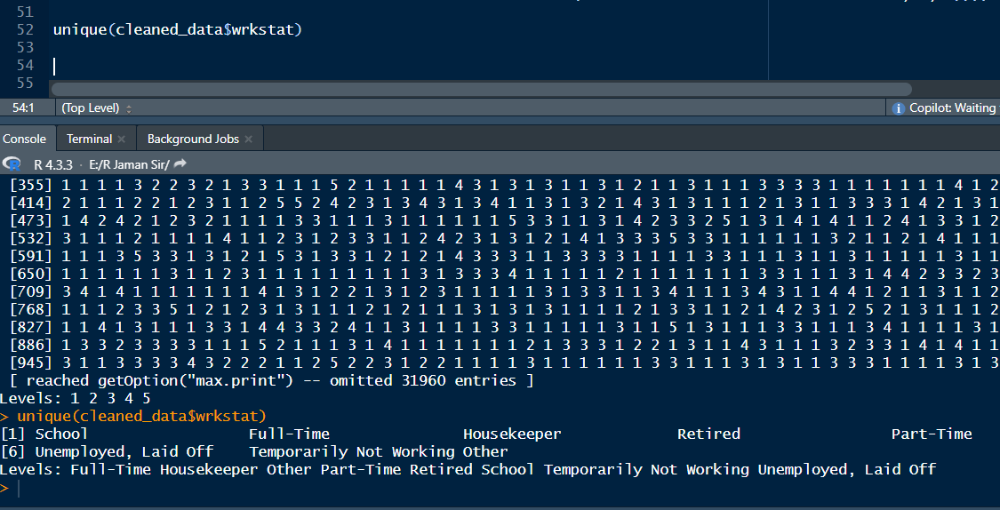 51
52 unique(cleaned_data$wrkstat)
53
54
55
54:1 (Top Level) Copilot: Waiting
Console Terminal Background Jobs
R 4.3.3 · E:/R Jaman Sir/
[355] 1 1 1 1 3 2 2 3 2 1 3 3 1 1 1 5 2 1 1 1 1 1 4 3 1 3 1 3 1 1 3 1 2 1 1 3 1 1 1 3 3 3 3 1 1 1 1 1 1 1 4 1 2
[414] 2 1 1 1 2 2 1 2 3 1 1 2 5 5 2 4 2 3 1 3 4 3 1 3 4 1 1 3 1 3 2 1 4 3 1 3 1 1 1 2 1 3 1 1 3 3 3 1 4 2 1 3 1
[473] 1 4 2 4 2 1 2 3 2 1 1 1 1 3 3 1 1 1 3 1 1 1 1 1 1 5 3 3 1 1 3 1 4 2 3 3 2 5 1 3 1 4 1 4 1 1 2 4 1 3 3 1 2
[532] 3 1 1 1 2 1 1 1 1 4 1 1 2 3 1 2 3 3 1 1 2 4 2 3 1 3 1 2 1 4 1 3 3 3 5 3 3 1 1 1 1 1 1 1 3 2 1 1 2 1 4 1 1 1
[591] 1 1 1 3 5 3 3 1 3 1 2 1 5 3 1 3 3 1 2 1 2 1 4 3 3 3 1 1 3 3 3 3 1 1 1 1 3 3 1 1 1 3 1 1 3 1 1 1 1 1 3 1 1
[650] 1 1 1 1 1 1 3 1 1 2 3 1 1 1 1 1 1 1 1 1 3 1 3 3 3 4 1 1 1 1 1 2 1 1 1 1 1 1 1 3 3 1 1 1 3 1 4 4 2 3 3 2 3
[709] 3 4 1 4 1 1 1 1 1 1 1 4 1 3 1 2 2 1 3 1 2 3 1 1 1 1 1 3 1 3 3 1 1 3 4 1 1 1 3 4 3 1 1 4 4 1 2 1 1 3 1 1 2
[768] 1 1 1 2 3 3 5 1 2 1 2 3 1 3 1 1 1 2 1 2 1 1 1 3 1 3 1 3 1 1 1 1 2 1 3 3 1 1 2 1 4 2 3 1 2 5 2 1 3 1 1 1 2
[827] 1 1 4 1 3 1 1 1 3 3 1 4 4 3 3 2 4 1 1 3 1 1 1 1 3 3 1 1 1 1 1 3 1 1 5 1 3 1 1 1 3 3 1 1 1 3 4 1 1 1 1 3 1
[886] 1 3 3 2 3 3 3 3 1 1 1 5 2 1 1 1 3 1 4 1 1 1 1 1 1 1 2 1 3 3 3 1 2 2 1 3 1 1 4 3 1 1 1 3 2 3 3 1 4 1 4 1 1
[945] 3 1 1 3 3 3 3 4 3 2 2 2 1 1 2 5 2 2 3 1 2 2 1 1 1 1 3 1 1 1 1 1 1 3 3 1 1 1 3 1 3 1 1 3 3 3 1 1 1 1 3 1 3
[ reached getOption("max.print") -- omitted 31960 entries ]
Levels: 1 2 3 4 5
> unique(cleaned_data$wrkstat)
[1] School Full-Time Housekeeper Retired Part-Time
[6] Unemployed, Laid Off Temporarily Not Working Other
Levels: Full-Time Housekeeper Other Part-Time Retired School Temporarily Not Working Unemployed, Laid Off
>